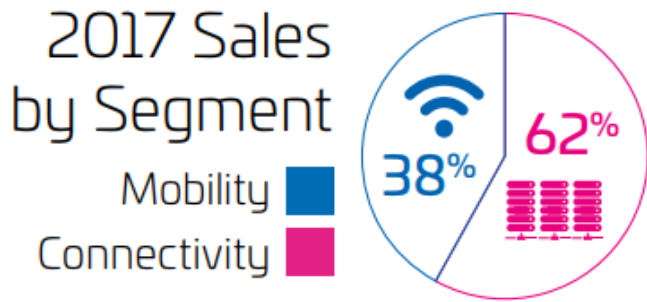 2017 Sales
by Segment
Mobility
Connectivity
38%
62%